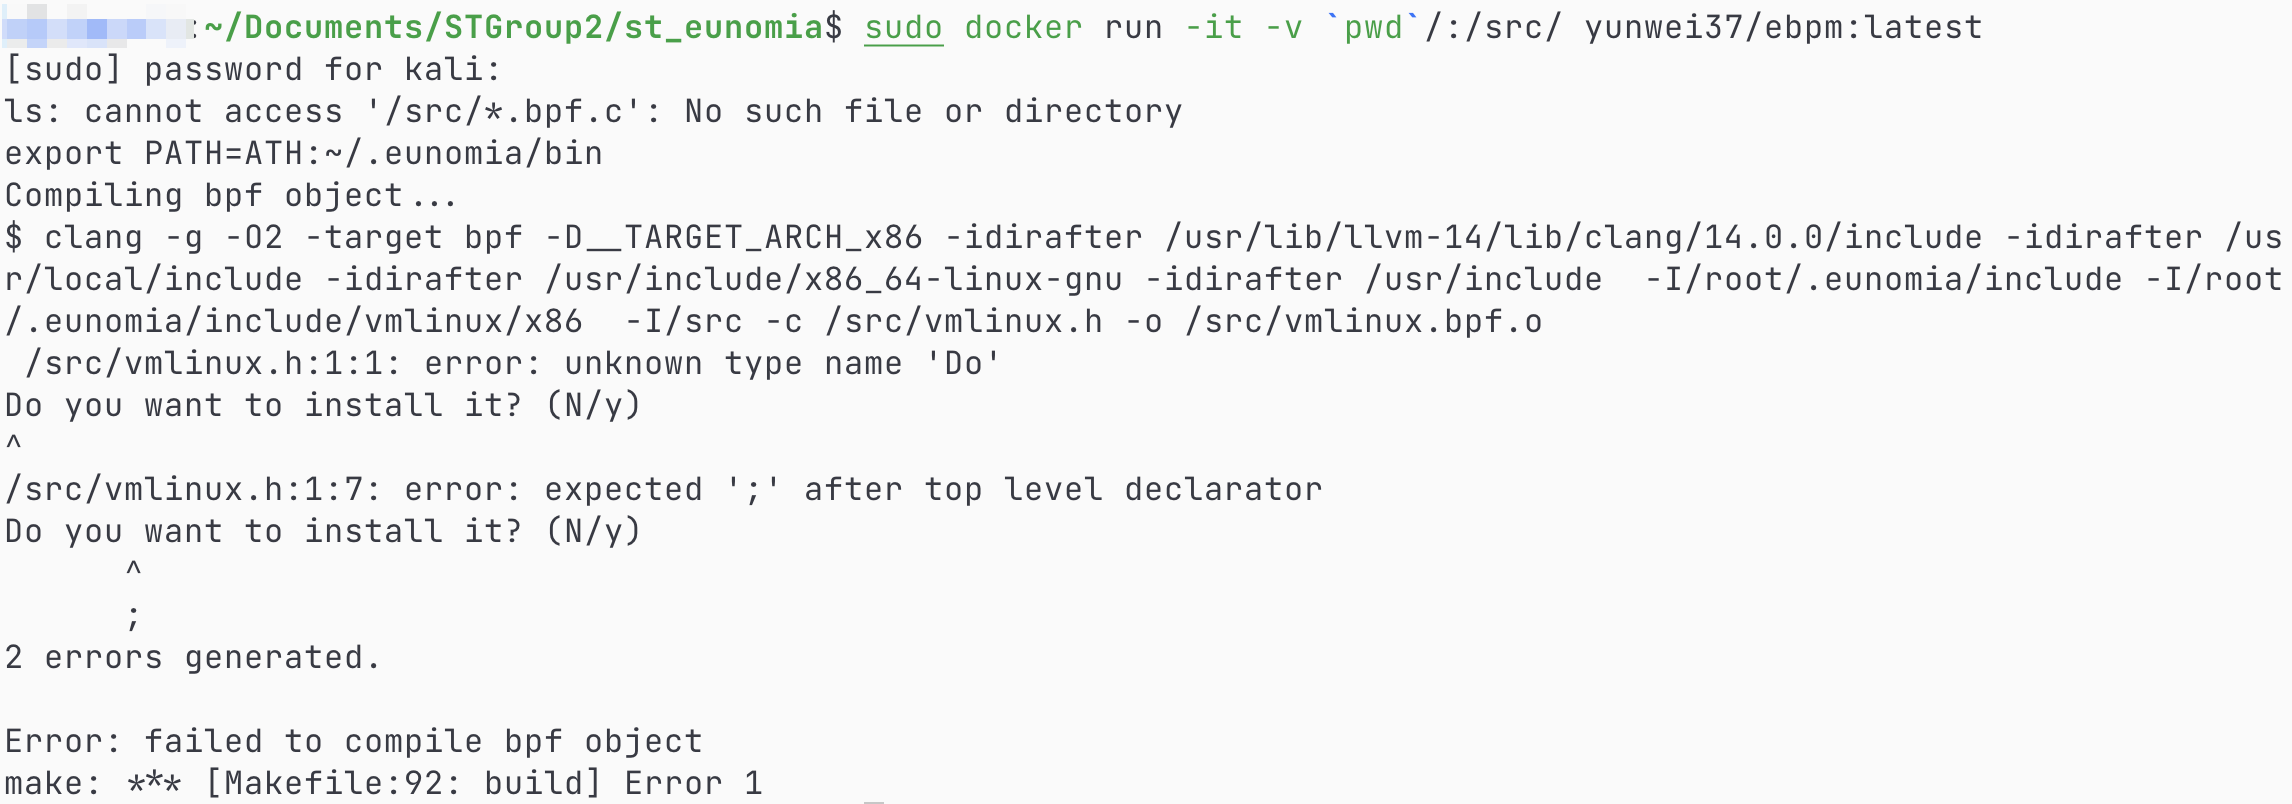 :~/Documents/STGroup2/st_eunomia$ sudo docker run -it -v `pwd`/:/src/ yunwei37/ebpm:latest
[sudo] password for kali:
ls: cannot access '/src/*.bpf.c': No such file or directory
export PATH=ATH:~/.eunomia/bin
Compiling bpf object...
$ clang -g -O2 -target bpf -D__TARGET_ARCH_x86 -idirafter /usr/lib/llvm-14/lib/clang/14.0.0/include -idirafter /us
r/local/include -idirafter /usr/include/x86_64-linux-gnu -idirafter /usr/include  -I/root/.eunomia/include -I/root
/.eunomia/include/vmlinux/x86  -I/src -c /src/vmlinux.h -o /src/vmlinux.bpf.o
 /src/vmlinux.h:1:1: error: unknown type name 'Do'
Do you want to install it? (N/y)
^
/src/vmlinux.h:1:7: error: expected ';' after top level declarator
Do you want to install it? (N/y)
      ^
      ;
2 errors generated.

Error: failed to compile bpf object
make: *** [Makefile:92: build] Error 1